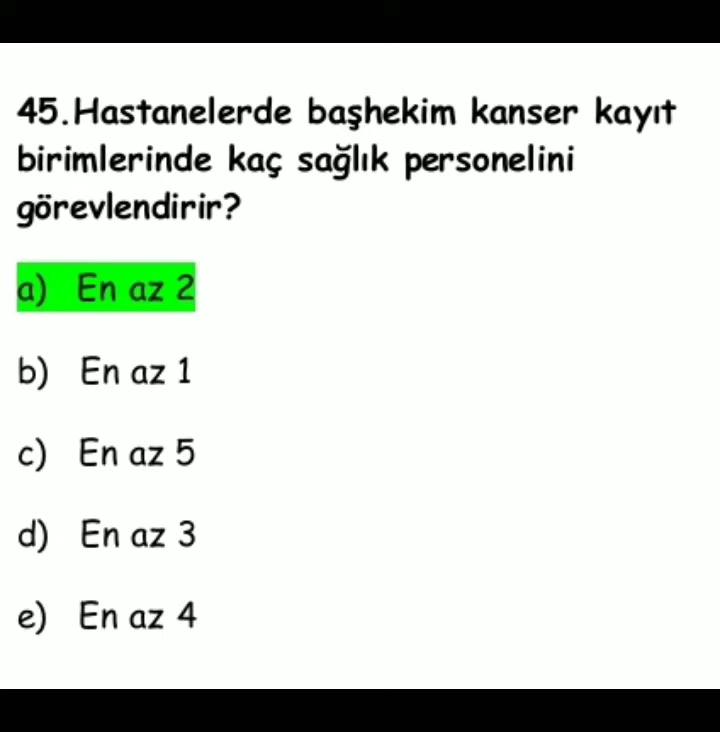 45.Hastanelerde başhekim kanser kayıt
birimlerinde kaç sağlık personelini
görevlendirir?
a) En az 2
b) En az 1
c) En az 5
d) En az 3
e) En az 4